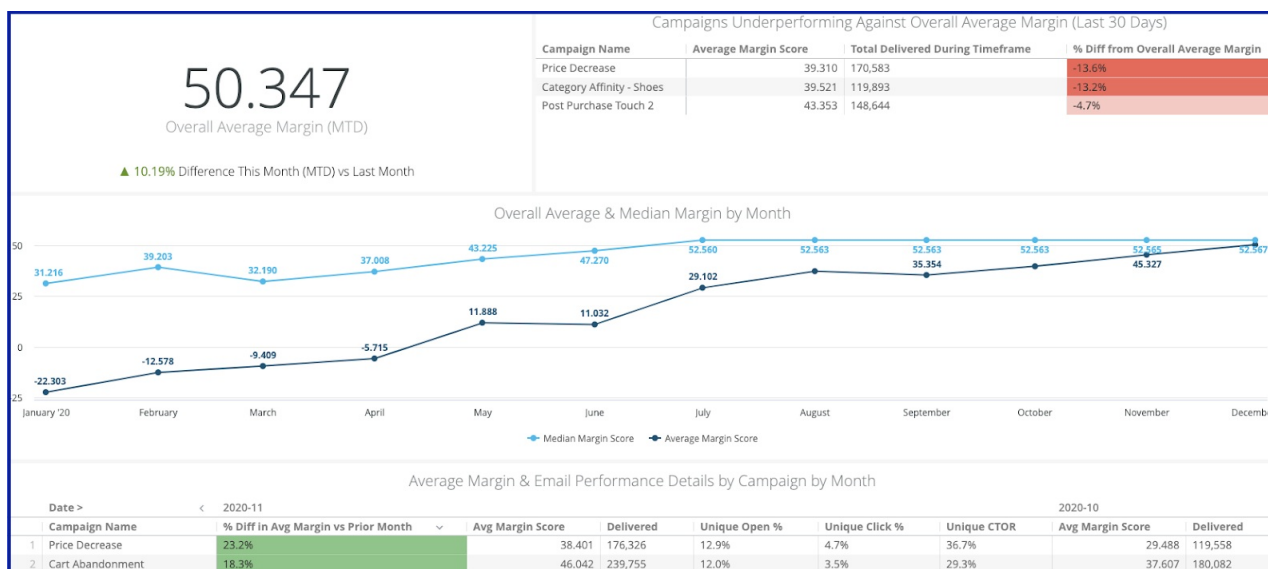 Campaigns Underperforming Against Overall Average Margin (Last 30 Days)
Campaign Name Average Margin Score Total Delivered During Timeframe % Diff from Overall Average Margin
Price Decrease 39.310 170,583 -13.6%
Category Affinity - Shoes 39.521 119,893 -13.2%
Post Purchase Touch 2 43.353 148,644 -4.7%
50.347
Overall Average Margin (MTD)
▲ 10.19% Difference This Month (MTD) vs Last Month
Overall Average & Median Margin by Month
50
25
0
25
31.216 39.203 32.190 37.008 43.225 47.270 52.560 52.563 52.563 52.563 52.565 52.567
-22.303 -12.578 -9.409 -5.715 11.888 11.032 29.102 35.354 45.327
January '20 February March April May June July August September October November Decemb
Median Margin Score Average Margin Score
Average Margin & Email Performance Details by Campaign by Month
Date > < 2020-11 2020-10
Campaign Name % Diff in Avg Margin vs Prior Month Avg Margin Score Delivered Unique Open % Unique Click % Unique CTOR Avg Margin Score Delivered
1 Price Decrease 23.2% 38.401 176,326 12.9% 4.7% 36.7% 29.488 119,558
2 Cart Abandonment 18.3% 46.042 239,755 12.0% 3.5% 29.3% 37.607 180,082